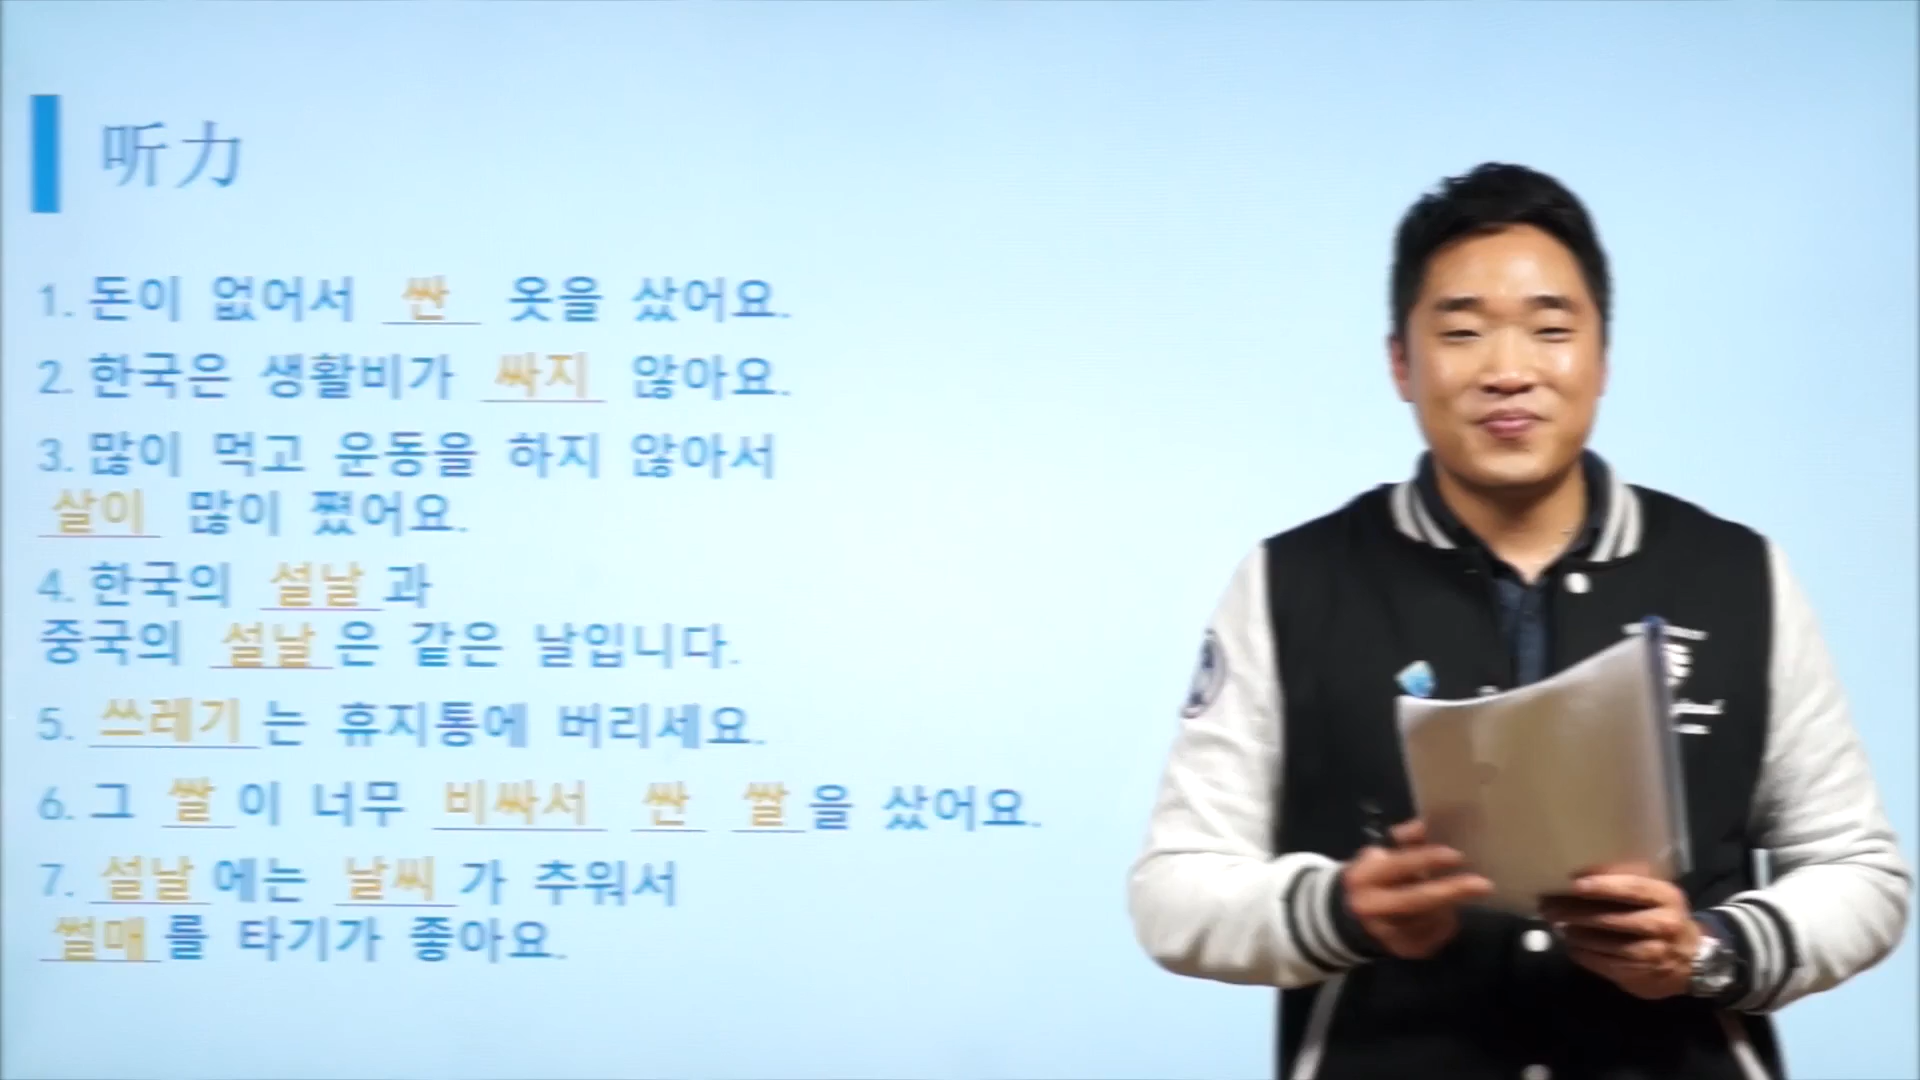 听力
1. 돈이 없어서 싼 옷을 샀어요.
2. 한국은 생활비가 싸지 않아요.
3. 많이 먹고 운동을 하지 않아서
살이 많이 쪘어요.
4. 한국의 설날과
중국의 설날은 같은 날입니다.
5. 쓰레기는 휴지통에 버리세요.
6. 그 쌀이 너무 비싸서 싼 쌀을 샀어요.
7. 설날에는 날씨가 추워서
썰매를 타기가 좋아요.